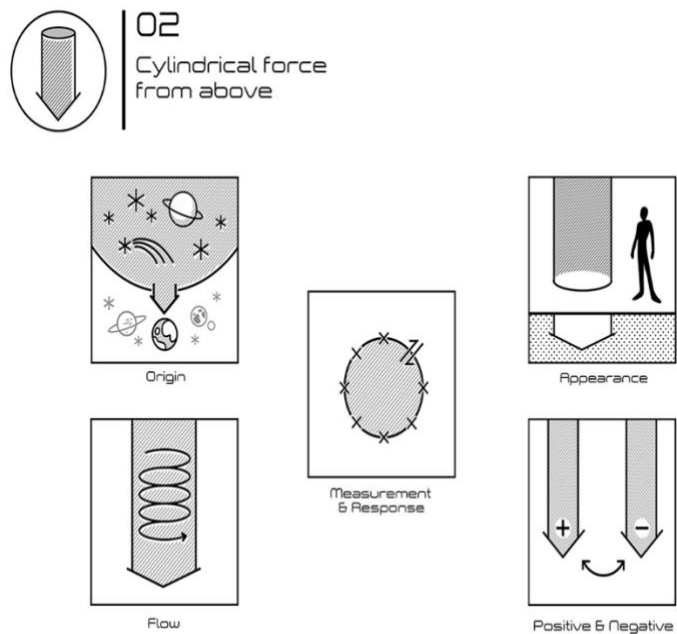 02
Cylindrical force
from above
Origin
Appearance
Measurement
& Response
Flow
+
−
Positive & Negative